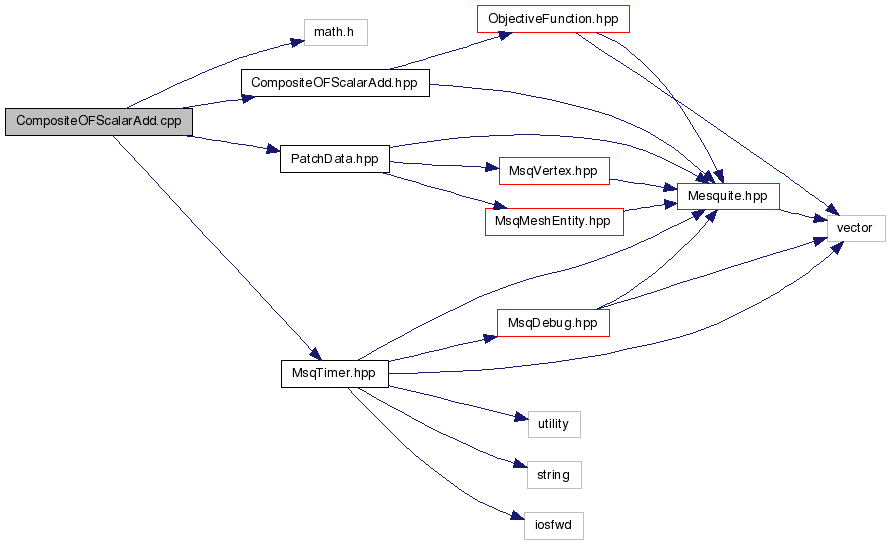 ObjectiveFunction.hpp
math.h
CompositeOFScalarAdd.hpp
CompositeOFScalarAdd.cpp
PatchData.hpp
MsqVertex.hpp
Mesquite.hpp
MsqMeshEntity.hpp
vector
MsqDebug.hpp
MsqTimer.hpp
utility
string
iosfwd